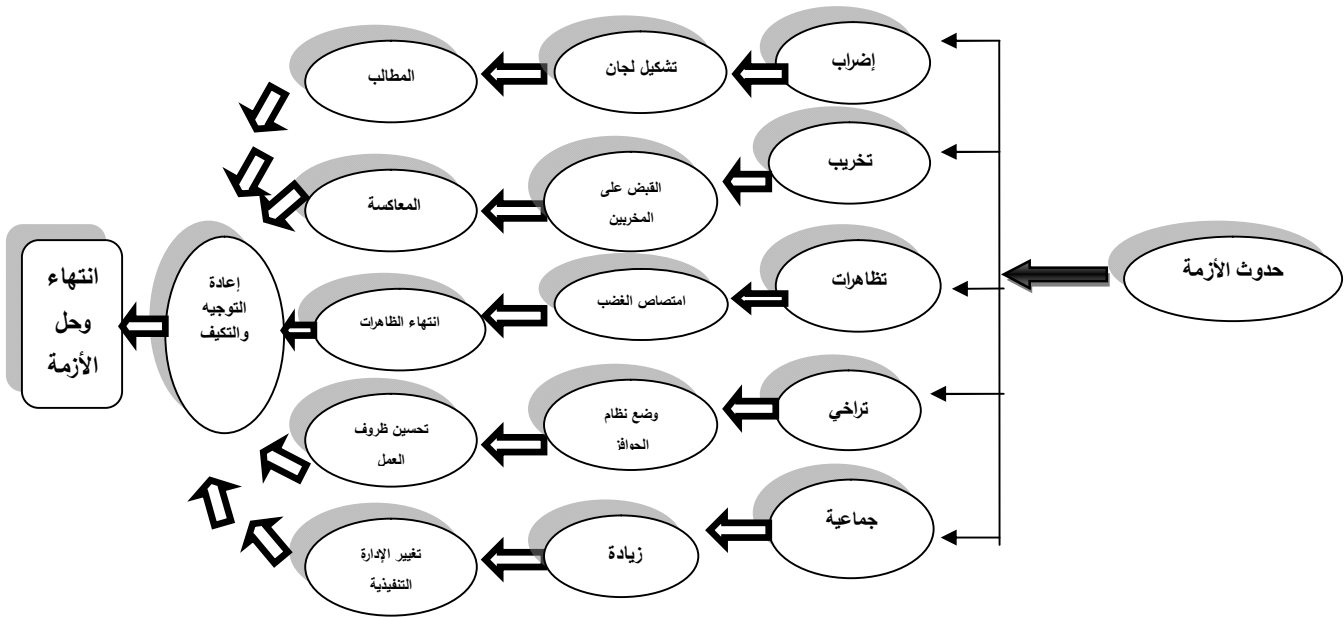 حدوث الأزمة
إضراب
تشكيل لجان
المطالب
تخريب
القبض على
المخربين
المعاكسة
تظاهرات
امتصاص الغضب
انتهاء الظاهرات
تراخي
وضع نظام
الحوافز
تحسين ظروف
العمل
جماعية
زيادة
تغيير الإدارة
التنفيذية
إعادة
التوجيه
والتكيف
انتهاء
وحل
الأزمة